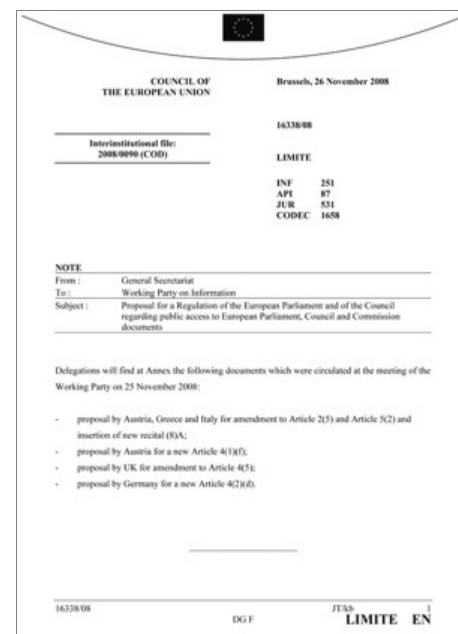 COUNCIL OF
THE EUROPEAN UNION
Brussels, 26 November 2008
16338/08
Interinstitutional file:
2008/0090 (COD)
LIMITE
INF 251
API 87
JUR 531
CODEC 1658
NOTE
From : General Secretariat
To : Working Party on Information
Subject : Proposal for a Regulation of the European Parliament and of the Council
regarding public access to European Parliament, Council and Commission
documents
Delegations will find at Annex the following documents which were circulated at the meeting of the
Working Party on 25 November 2008:
- proposal by Austria, Greece and Italy for amendment to Article 2(5) and Article 5(2) and
insertion of new recital (8)A;
- proposal by Austria for a new Article 4(1)(f);
- proposal by UK for amendment to Article 4(5);
- proposal by Germany for a new Article 4(2)(d).
16338/08 JT/kb 1
DG F LIMITE EN